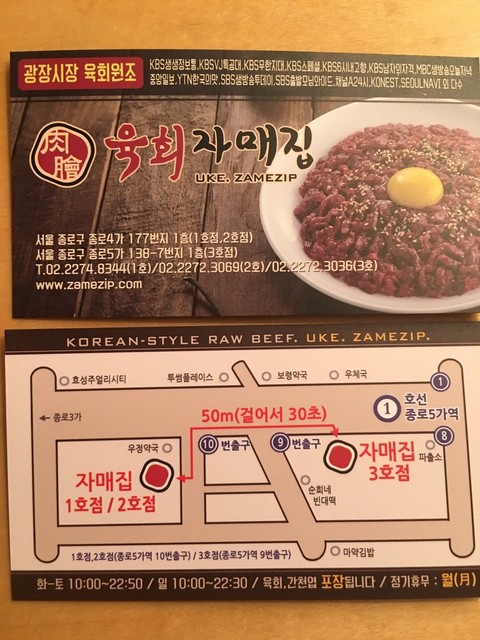 광장시장 육회원조
KBS생생정보통,KBSVJ특공대,KBS무한지대,KBS스페셜,KBS6시내고향,KBS남자의자격,MBC생방송오늘저녁
중앙일보,YTN한국의맛,SBS생방송투데이,SBS출발모닝와이드,채널A24시,KONEST,SEOULNAVI 외 다수
肉膾
육회자매집
UKE. ZAMEZIP
서울 종로구 종로4가 177번지 1층(1호점,2호점)
서울 종로구 종로5가 138-7번지 1층(3호점)
T.02.2274.8344(1호)/02.2272.3069(2호)/02.2272.3036(3호)
www.zamezip.com
KOREAN-STYLE RAW BEEF. UKE. ZAMEZIP.
효성주얼리시티
투썸플레이스
보령약국
우체국
1
← 종로3가
1 호선
종로5가역
50m(걸어서 30초)
우정약국
10 번출구
9 번출구
8
파출소
자매집
1호점 / 2호점
자매집
3호점
순희네
빈대떡
1호점,2호점(종로5가역 10번출구) / 3호점(종로5가역 9번출구)
마약김밥
화-토 10:00~22:50 / 일 10:00~22:30 / 육회,간천엽 포장됩니다 / 정기휴무 : 월(月)